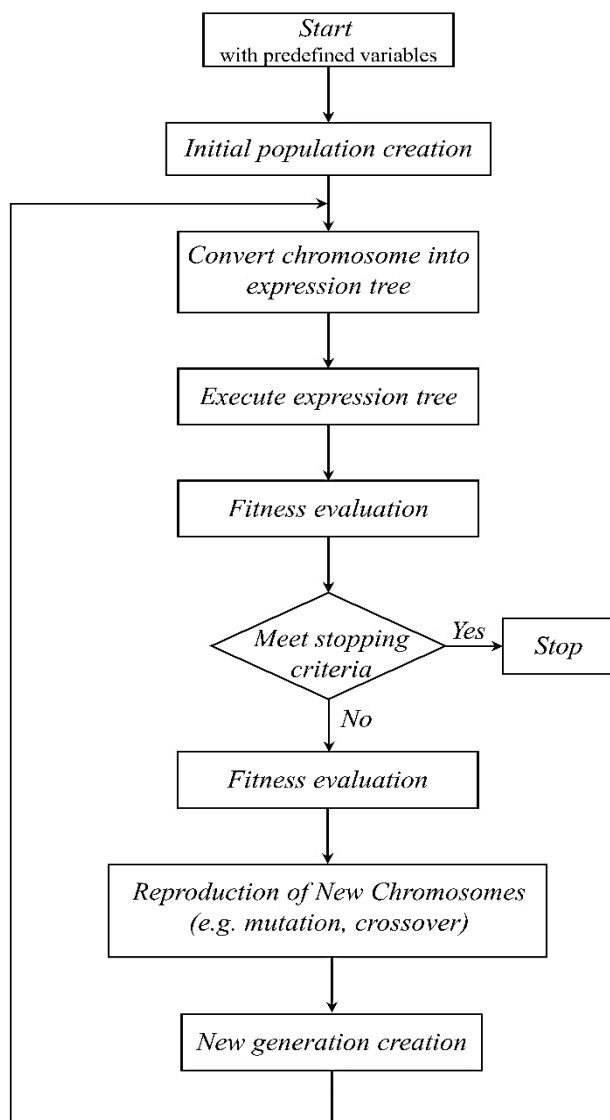 Start
with predefined variables
Initial population creation
Convert chromosome into
expression tree
Execute expression tree
Fitness evaluation
Meet stopping
criteria
Yes
Stop
No
Fitness evaluation
Reproduction of New Chromosomes
(e.g. mutation, crossover)
New generation creation